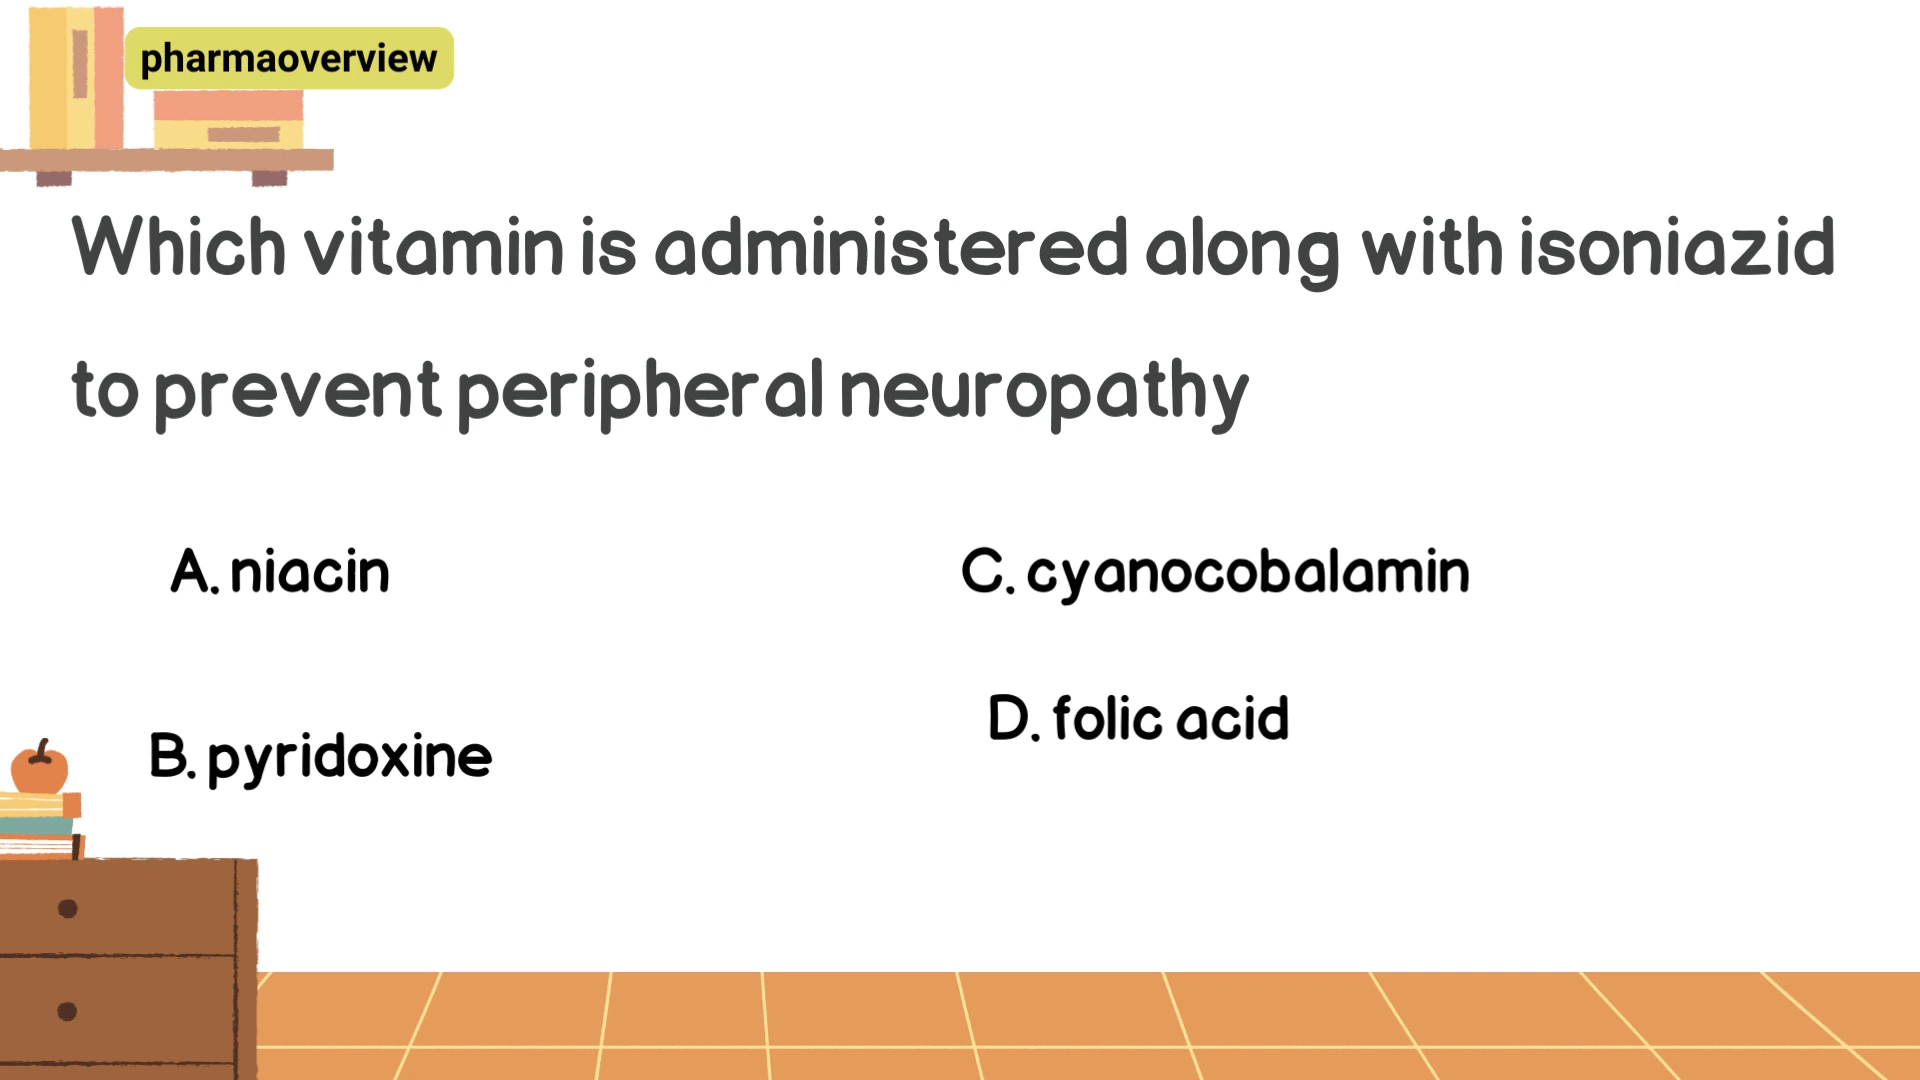 pharmaoverview
Which vitamin is administered along with isoniazid
to prevent peripheral neuropathy
A. niacin
B. pyridoxine
C. cyanocobalamin
D. folic acid